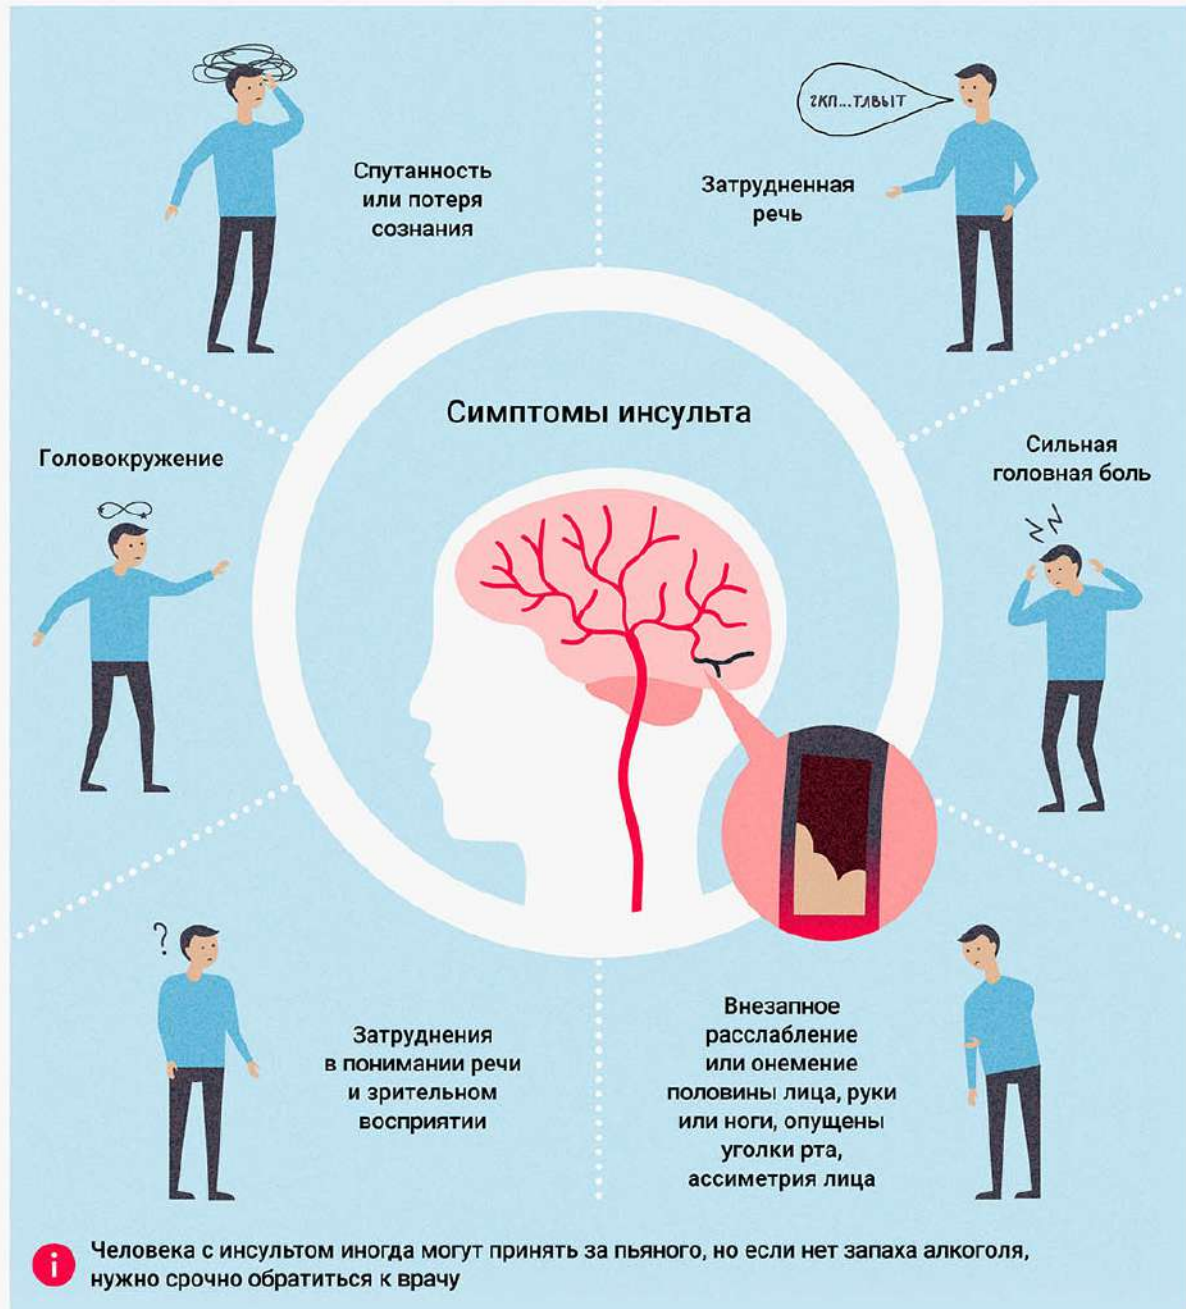 Спутанность
или потеря
сознания
гкп...тлвыт
Затрудненная
речь
Симптомы инсульта
Головокружение
Сильная
головная боль
?
Затруднения
в понимании речи
и зрительном
восприятии
Внезапное
расслабление
или онемение
половины лица, руки
или ноги, опущены
уголки рта,
ассиметрия лица
i
Человека с инсультом иногда могут принять за пьяного, но если нет запаха алкоголя,
нужно срочно обратиться к врачу